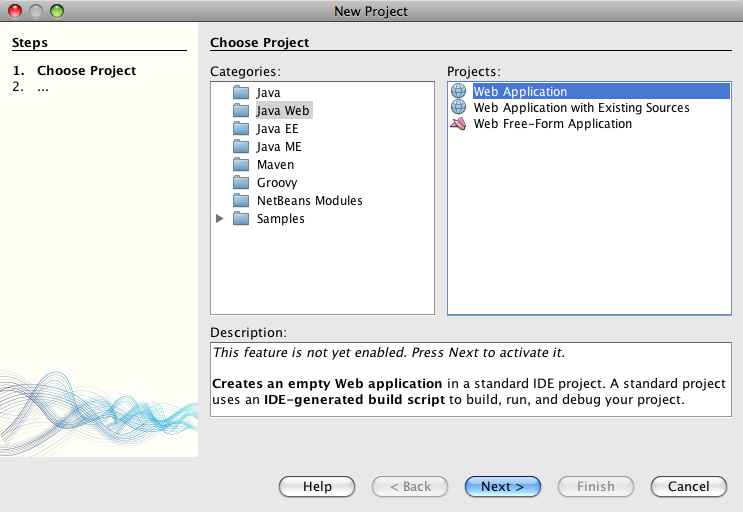 New Project
Steps
1. Choose Project
2. ...
Choose Project
Categories:
Java
Java Web
Java EE
Java ME
Maven
Groovy
NetBeans Modules
Samples
Projects:
Web Application
Web Application with Existing Sources
Web Free-Form Application
Description:
This feature is not yet enabled. Press Next to activate it.
Creates an empty Web application in a standard IDE project. A standard project
uses an IDE-generated build script to build, run, and debug your project.
Help
< Back
Next >
Finish
Cancel